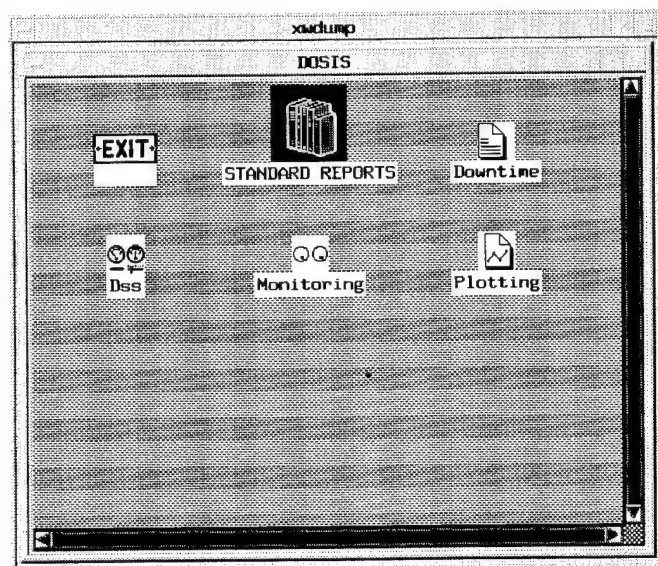 xwdump
DOSIS
EXIT
STANDARD REPORTS
Downtime
Dss
Monitoring
Plotting